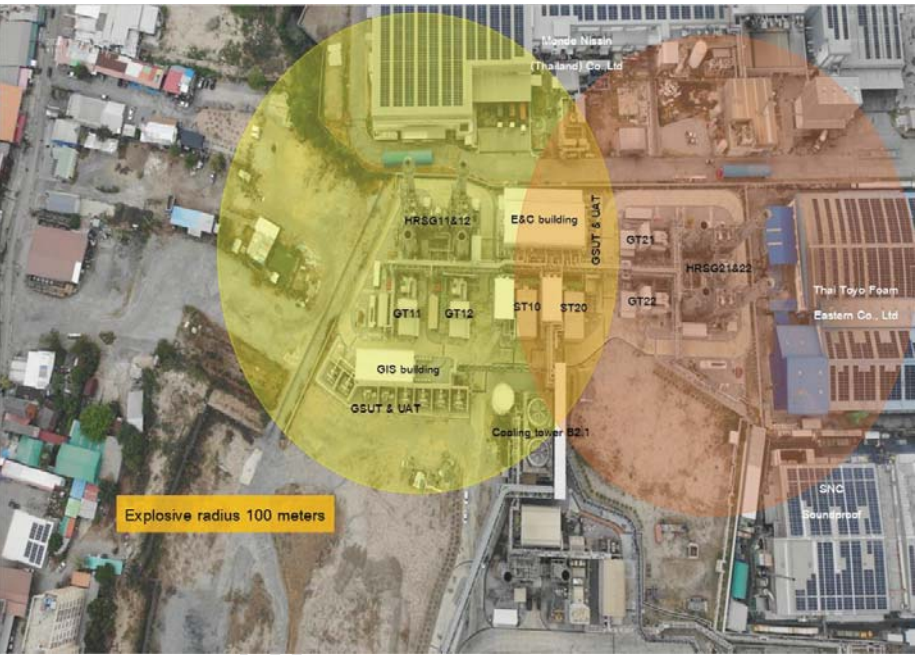 Monde Nissin
(Thailand) Co.,Ltd
HRSG11&12
E&C building
GSUT & UAT
GT21
HRSG21&22
GT22
GT11
GT12
ST10
ST20
Thai Toyo Foam
Eastern Co., Ltd
GIS building
GSUT & UAT
Cooling tower B2.1
SNC
Soundproof
Explosive radius 100 meters